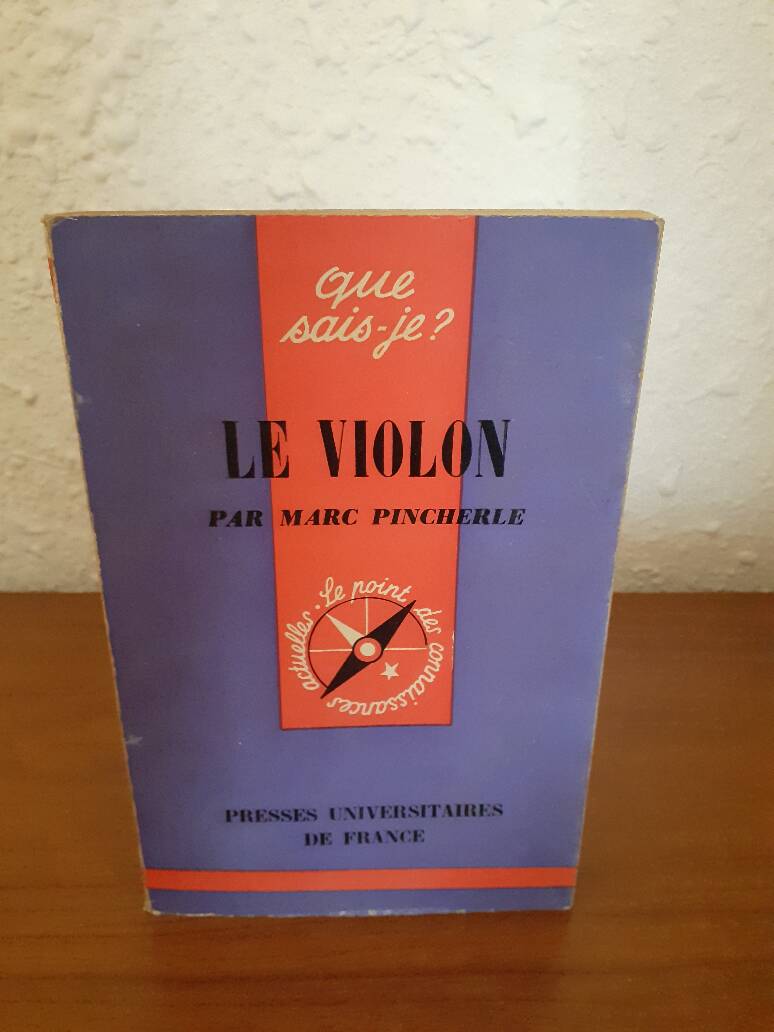 que
sais-je?
LE VIOLON
PAR MARC PINCHERLE
Le point des connaissances actuelles.
PRESSES UNIVERSITAIRES
DE FRANCE